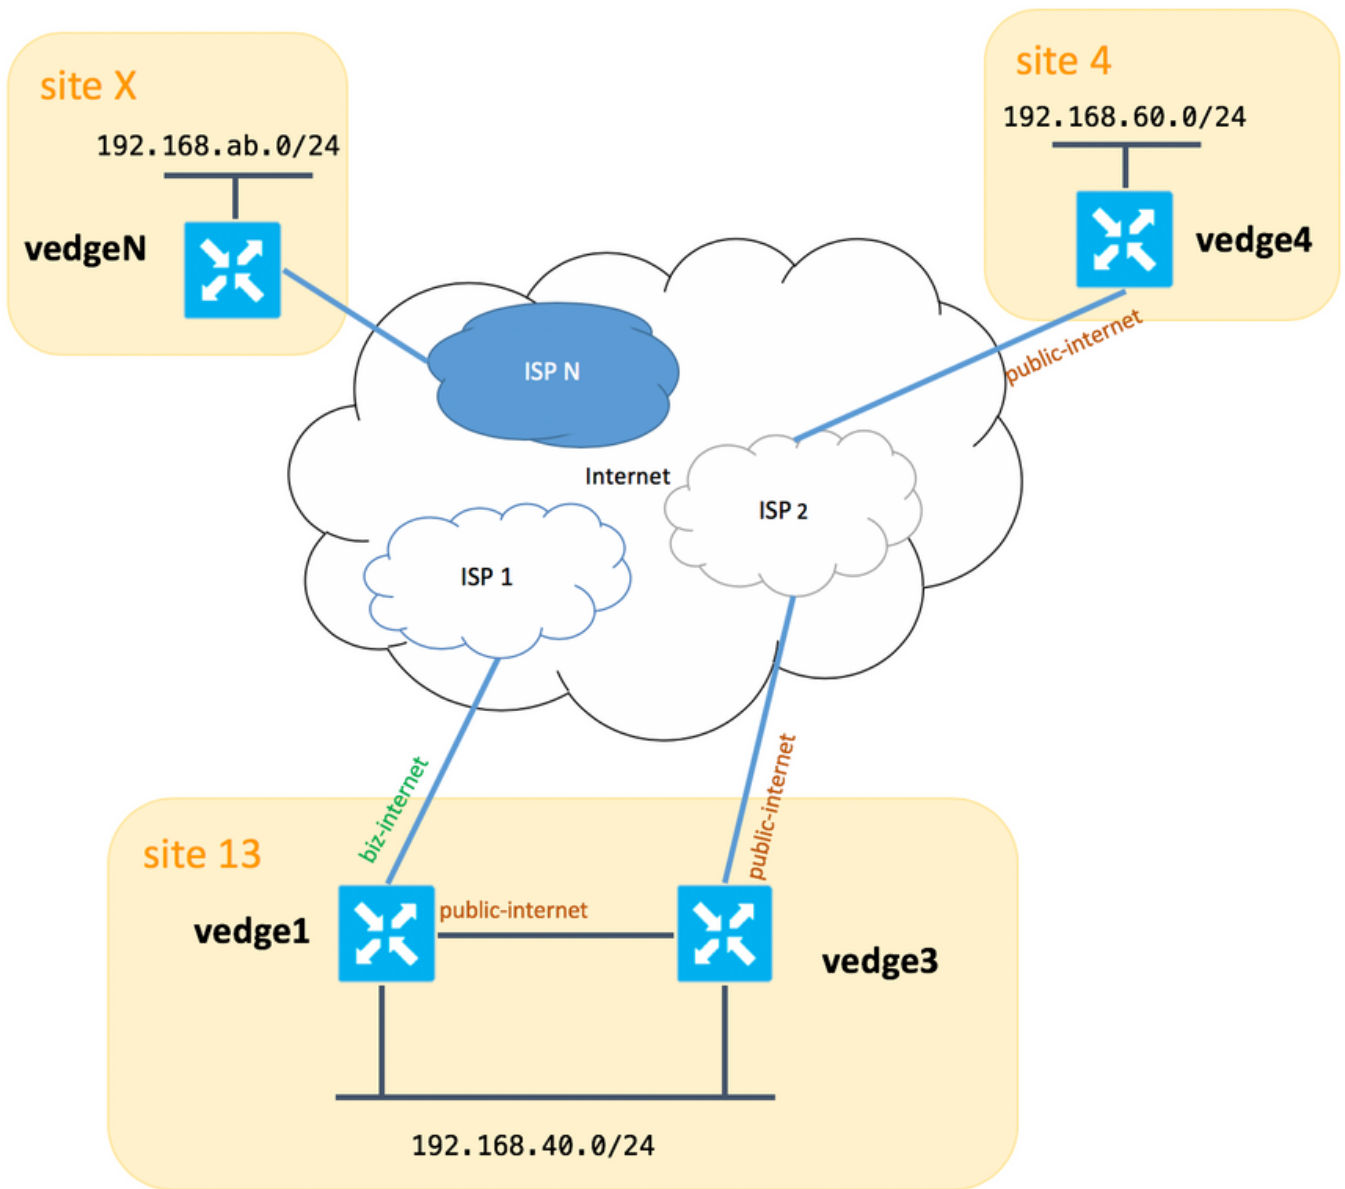 site X
192.168.ab.0/24
vedgeN
site 4
192.168.60.0/24
vedge4
public-internet
ISP N
Internet
ISP 2
ISP 1
biz-internet
public-internet
site 13
vedge1
public-internet
vedge3
192.168.40.0/24